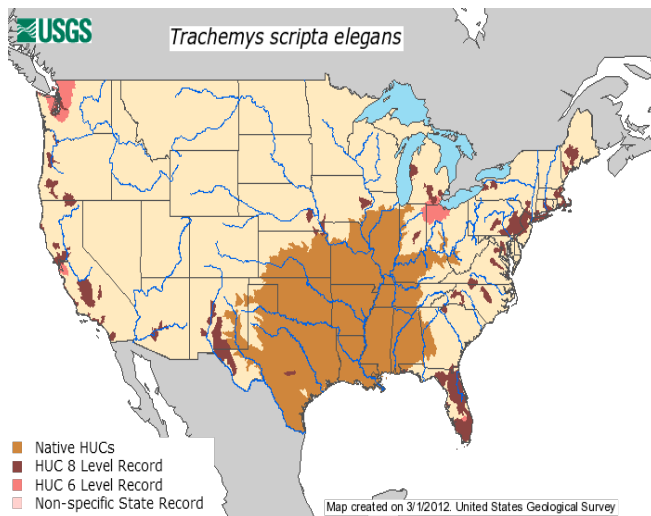 USGS
Trachemys scripta elegans
Native HUCs
HUC 8 Level Record
HUC 6 Level Record
Non-specific State Record
Map created on 3/1/2012. United States Geological Survey